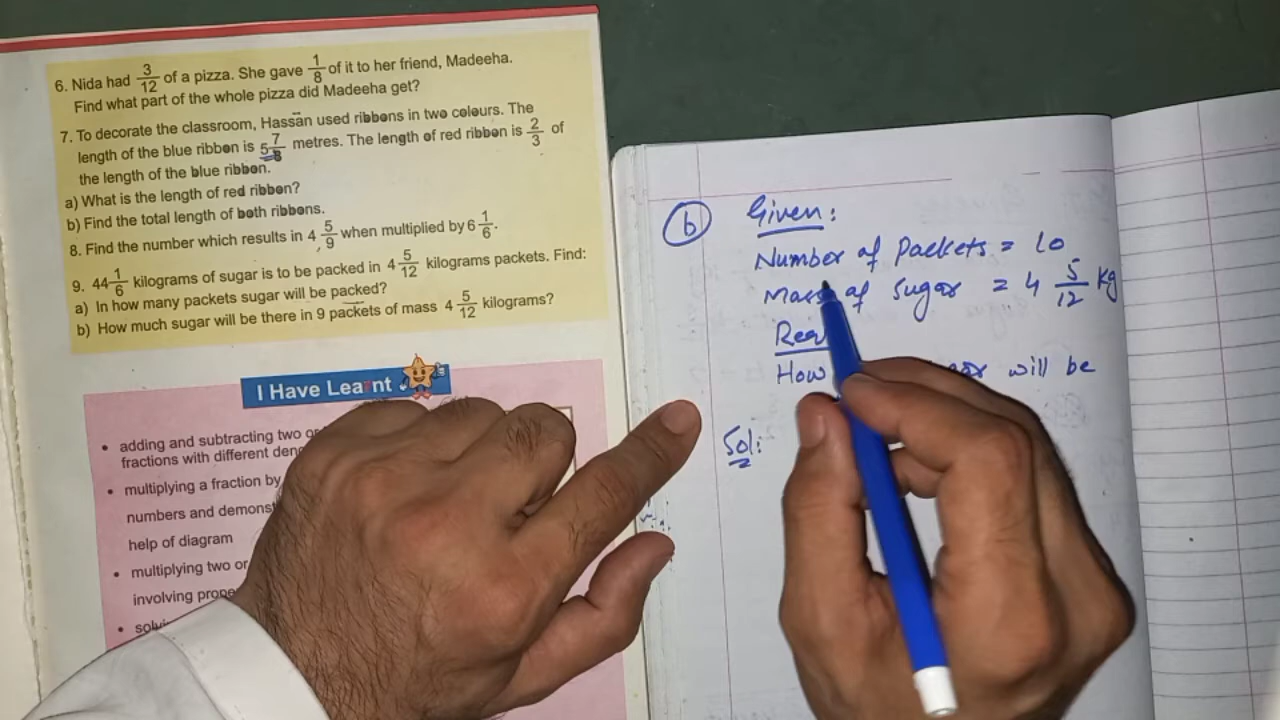 6. Nida had 3/12 of a pizza. She gave 1/8 of it to her friend, Madeeha.
Find what part of the whole pizza did Madeeha get?
7. To decorate the classroom, Hassan used ribbons in two colours. The
length of the blue ribbon is 5 7/8 metres. The length of red ribbon is 2/3 of
the length of the blue ribbon.
a) What is the length of red ribbon?
b) Find the total length of both ribbons.
8. Find the number which results in 4 5/9 when multiplied by 6 1/6.
9. 44 1/6 kilograms of sugar is to be packed in 4 5/12 kilograms packets. Find:
a) In how many packets sugar will be packed?
b) How much sugar will be there in 9 packets of mass 4 5/12 kilograms?
I Have Learnt
• adding and subtracting two or
fractions with different den
• multiplying a fraction by
numbers and demons
help of diagram
• multiplying two or
involving prope
•
b Given:
Number of Packets = 10
Mass of Sugar = 4 5/12 kg
How will be
Sol: